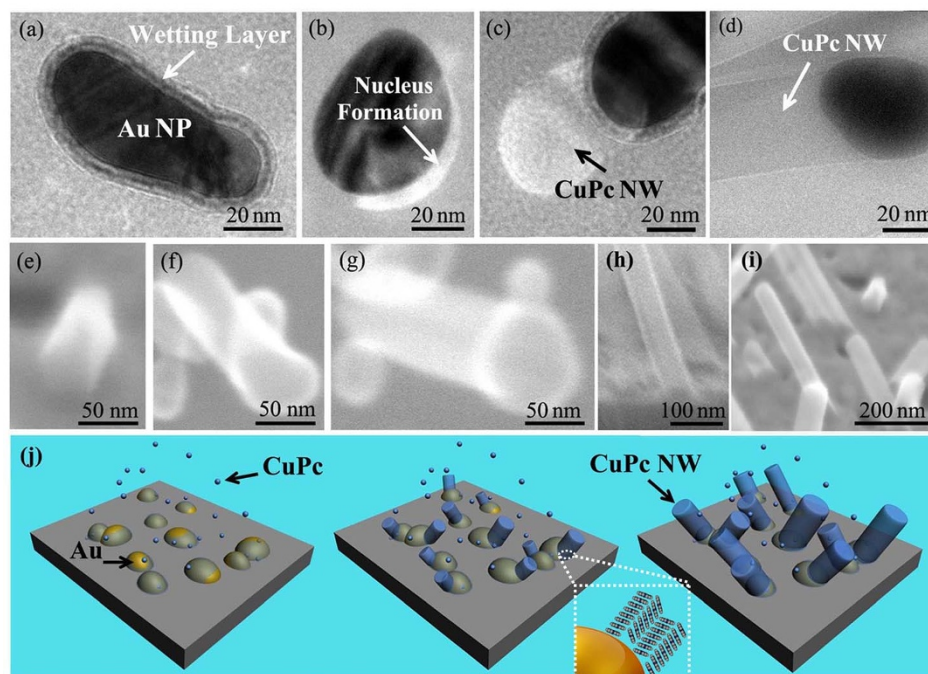 (a)
Wetting Layer
Au NP
20 nm
(b)
Nucleus
Formation
20 nm
(c)
CuPc NW
20 nm
(d)
CuPc NW
20 nm
(e)
50 nm
(f)
50 nm
(g)
50 nm
(h)
100 nm
(i)
200 nm
(j)
CuPc
Au
CuPc NW